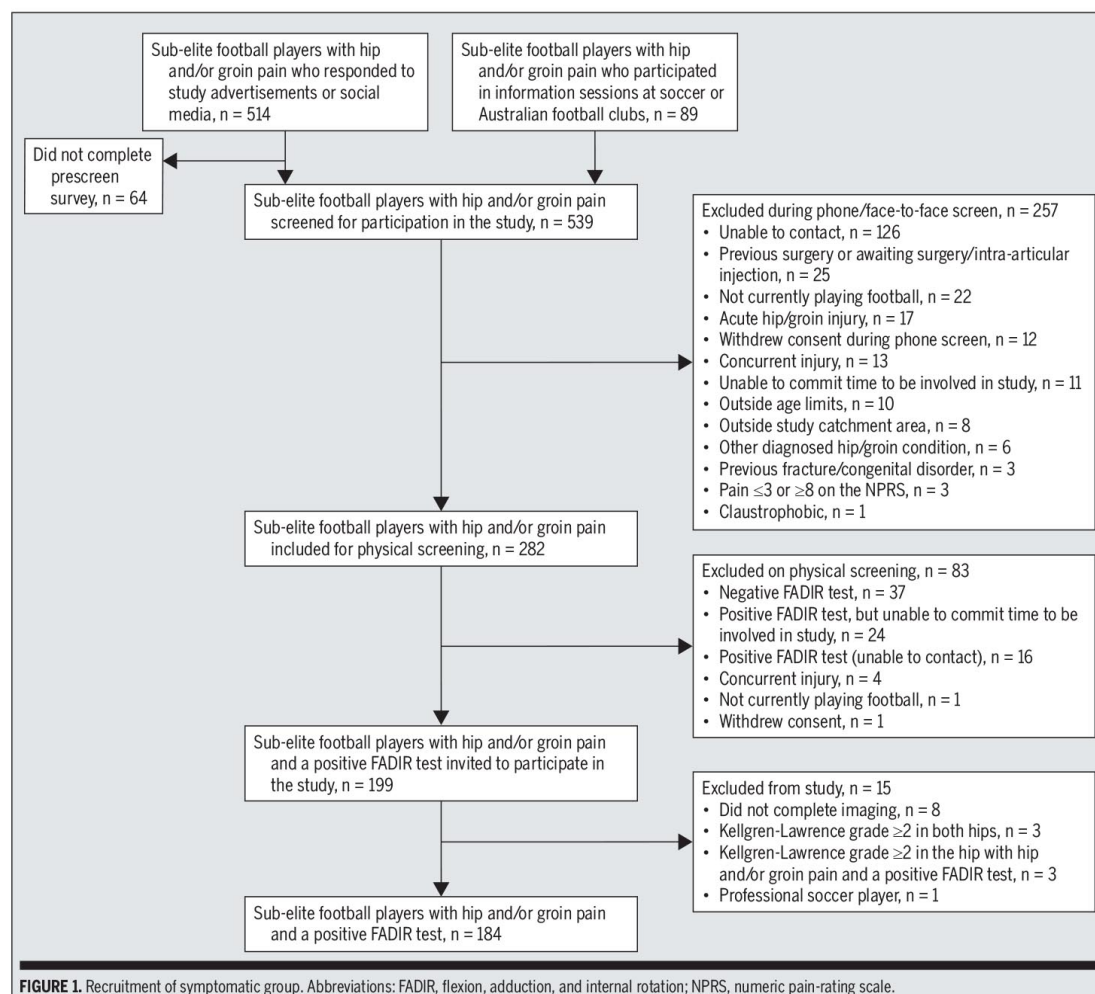 Sub-elite football players with hip
and/or groin pain who responded to
study advertisements or social
media, n = 514
Sub-elite football players with hip
and/or groin pain who participated
in information sessions at soccer or
Australian football clubs, n = 89
Did not complete
prescreen
survey, n = 64
Sub-elite football players with hip and/or groin pain
screened for participation in the study, n = 539
Excluded during phone/face-to-face screen, n = 257
• Unable to contact, n = 126
• Previous surgery or awaiting surgery/intra-articular
injection, n = 25
• Not currently playing football, n = 22
• Acute hip/groin injury, n = 17
• Withdrew consent during phone screen, n = 12
• Concurrent injury, n = 13
• Unable to commit time to be involved in study, n = 11
• Outside age limits, n = 10
• Outside study catchment area, n = 8
• Other diagnosed hip/groin condition, n = 6
• Previous fracture/congenital disorder, n = 3
• Pain ≤3 or ≥8 on the NPRS, n = 3
• Claustrophobic, n = 1
Sub-elite football players with hip and/or groin pain
included for physical screening, n = 282
Excluded on physical screening, n = 83
• Negative FADIR test, n = 37
• Positive FADIR test, but unable to commit time to be
involved in study, n = 24
• Positive FADIR test (unable to contact), n = 16
• Concurrent injury, n = 4
• Not currently playing football, n = 1
• Withdrew consent, n = 1
Sub-elite football players with hip and/or groin pain
and a positive FADIR test invited to participate in
the study, n = 199
Excluded from study, n = 15
• Did not complete imaging, n = 8
• Kellgren-Lawrence grade ≥2 in both hips, n = 3
• Kellgren-Lawrence grade ≥2 in the hip with hip
and/or groin pain and a positive FADIR test, n = 3
• Professional soccer player, n = 1
Sub-elite football players with hip and/or groin pain
and a positive FADIR test, n = 184
FIGURE 1. Recruitment of symptomatic group. Abbreviations: FADIR, flexion, adduction, and internal rotation; NPRS, numeric pain-rating scale.